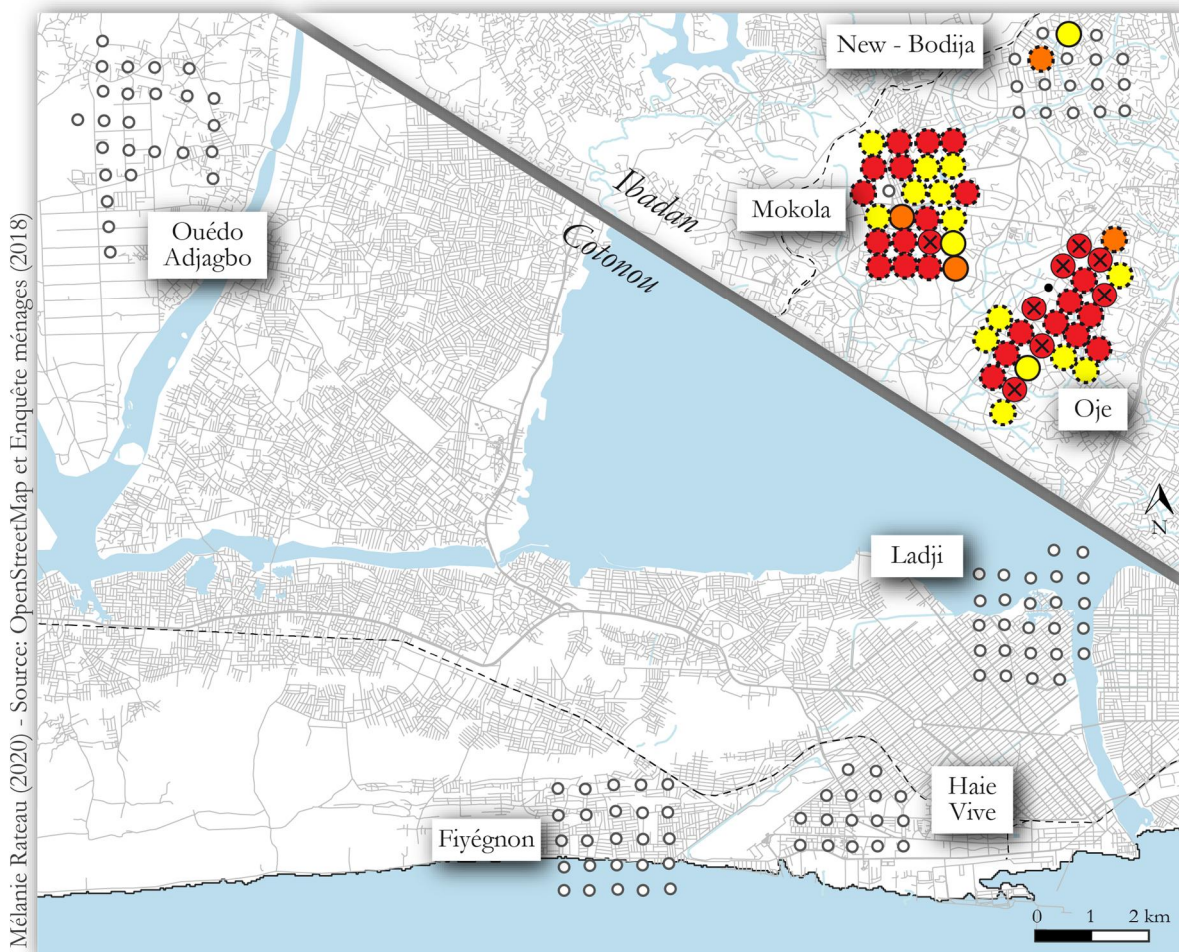 New - Bodija
Mokola
Ibadan
Cotonou
Ouédo
Adjagbo
Oje
N
Ladji
Haie
Vive
Fiyégnon
0 1 2 km
Mélanie Rateau (2020) - Source: OpenStreetMap et Enquête ménages (2018)